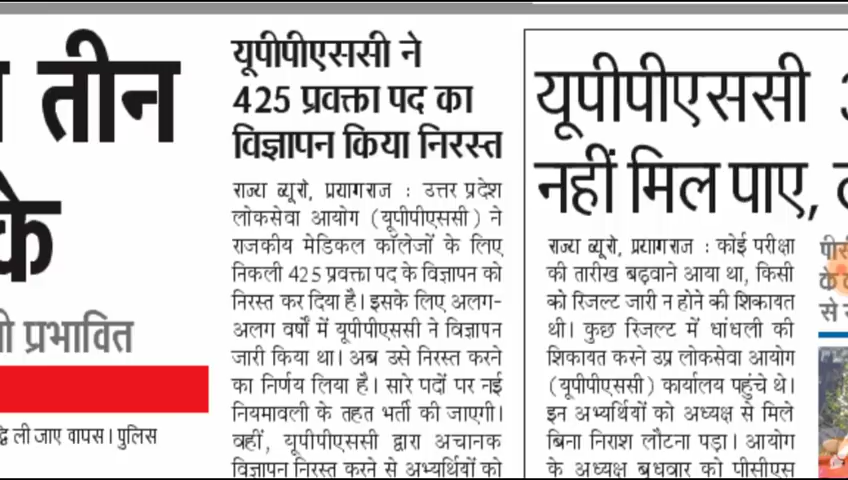 तीन
के
प्रभावित
ली जाए वापस। पुलिस
यूपीपीएससी ने
425 प्रवक्ता पद का
विज्ञापन किया निरस्त
राज्य ब्यूरो, प्रयागराज : उत्तर प्रदेश
लोकसेवा आयोग (यूपीपीएससी) ने
राजकीय मेडिकल कॉलेजों के लिए
निकली 425 प्रवक्ता पद के विज्ञापन को
निरस्त कर दिया है। इसके लिए अलग-
अलग वर्षों में यूपीपीएससी ने विज्ञापन
जारी किया था। अब उसे निरस्त करने
का निर्णय लिया है। सारे पदों पर नई
नियमावली के तहत भर्ती की जाएगी।
वहीं, यूपीपीएससी द्वारा अचानक
विज्ञापन निरस्त करने से अभ्यर्थियों को
यूपीपीएससी
नहीं मिल पाए,
राज्य ब्यूरो, प्रयागराज : कोई परीक्षा
की तारीख बढ़वाने आया था, किसी
को रिजल्ट जारी न होने की शिकायत
थी। कुछ रिजल्ट में धांधली की
शिकायत करने उप्र लोकसेवा आयोग
(यूपीपीएससी) कार्यालय पहुंचे थे।
इन अभ्यर्थियों को अध्यक्ष से मिले
बिना निराश लौटना पड़ा। आयोग
के अध्यक्ष बुधवार को पीसीएस
के
से